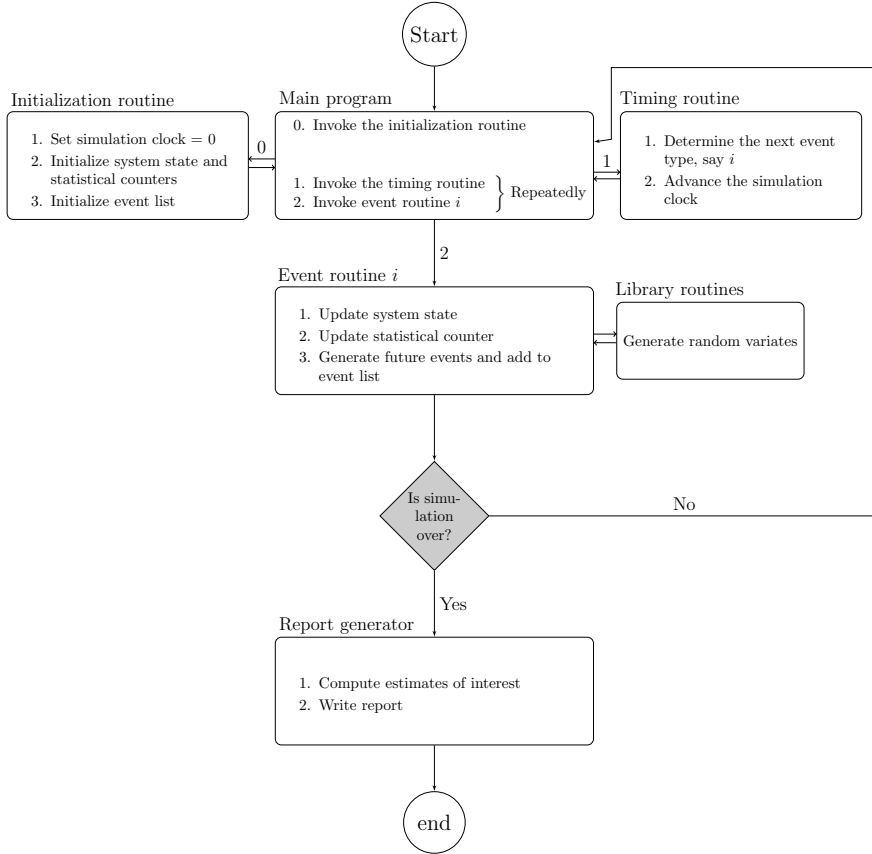 Start
Initialization routine
1. Set simulation clock = 0
2. Initialize system state and
statistical counters
3. Initialize event list
0
Main program
0. Invoke the initialization routine
1. Invoke the timing routine
2. Invoke event routine i
Repeatedly
1
Timing routine
1. Determine the next event
type, say i
2. Advance the simulation
clock
2
Event routine i
1. Update system state
2. Update statistical counter
3. Generate future events and add to
event list
Library routines
Generate random variates
Is simu-
lation
over?
No
Yes
Report generator
1. Compute estimates of interest
2. Write report
end